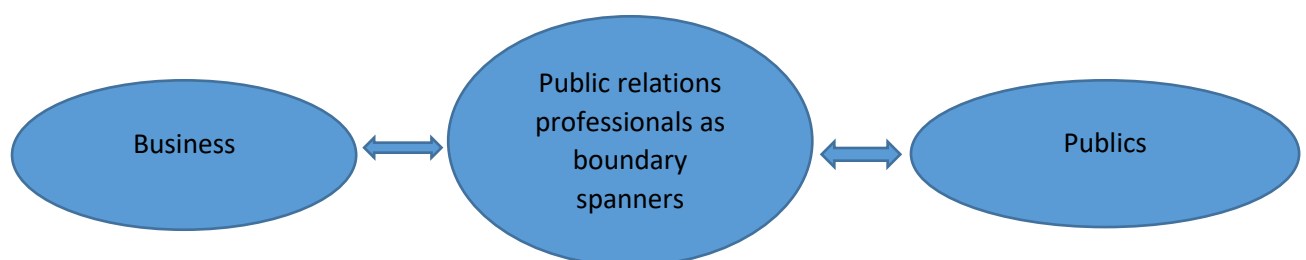 Business
Public relations
professionals as
boundary
spanners
Publics